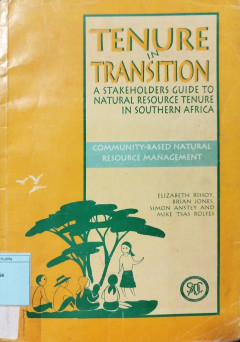 TENURE
IN
TRANSITION
A STAKEHOLDERS GUIDE TO
NATURAL RESOURCE TENURE
IN SOUTHERN AFRICA
COMMUNITY-BASED NATURAL
RESOURCE MANAGEMENT
ELIZABETH RIHOY,
BRIAN JONES,
SIMON ANSTEY AND
MIKE 'TSAS ROLFES